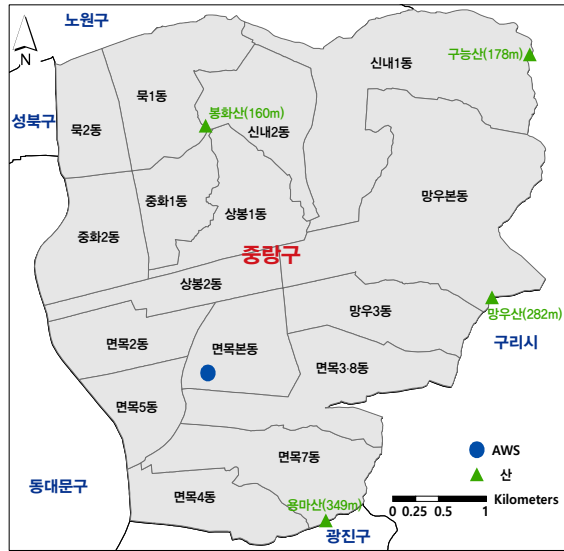 노원구
N
성북구
묵1동
묵2동
봉화산(160m)
신내2동
신내1동
구능산(178m)
중화1동
중화2동
상봉1동
망우본동
중랑구
상봉2동
망우3동
망우산(282m)
구리시
면목2동
면목본동
면목3·8동
면목5동
면목7동
면목4동
용마산(349m)
동대문구
광진구
AWS
산
Kilometers
0 0.25 0.5 1